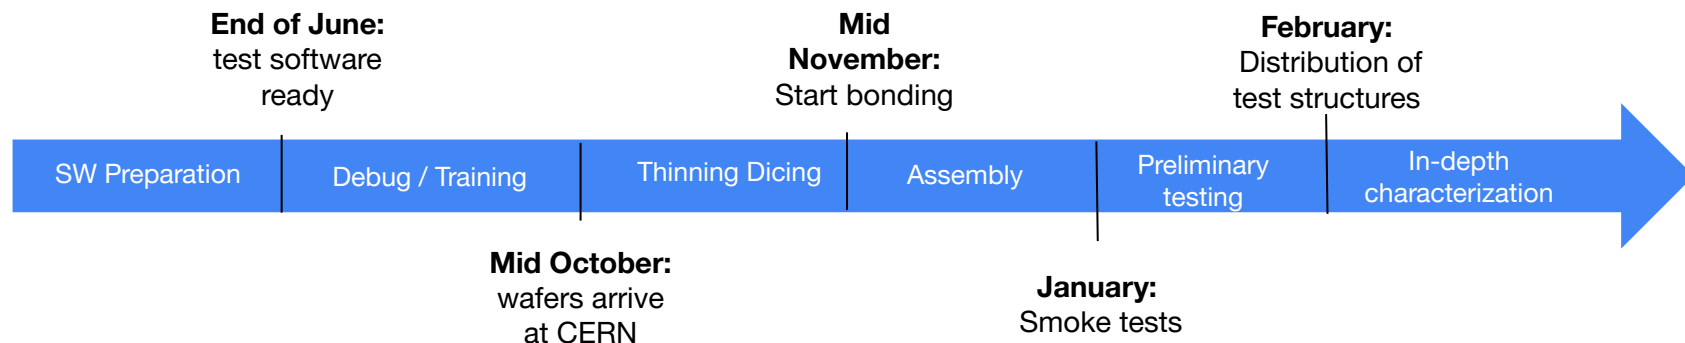 End of June:
test software
ready
Mid
November:
Start bonding
February:
Distribution of
test structures
SW Preparation
Debug / Training
Thinning Dicing
Assembly
Preliminary
testing
In-depth
characterization
Mid October:
wafers arrive
at CERN
January:
Smoke tests